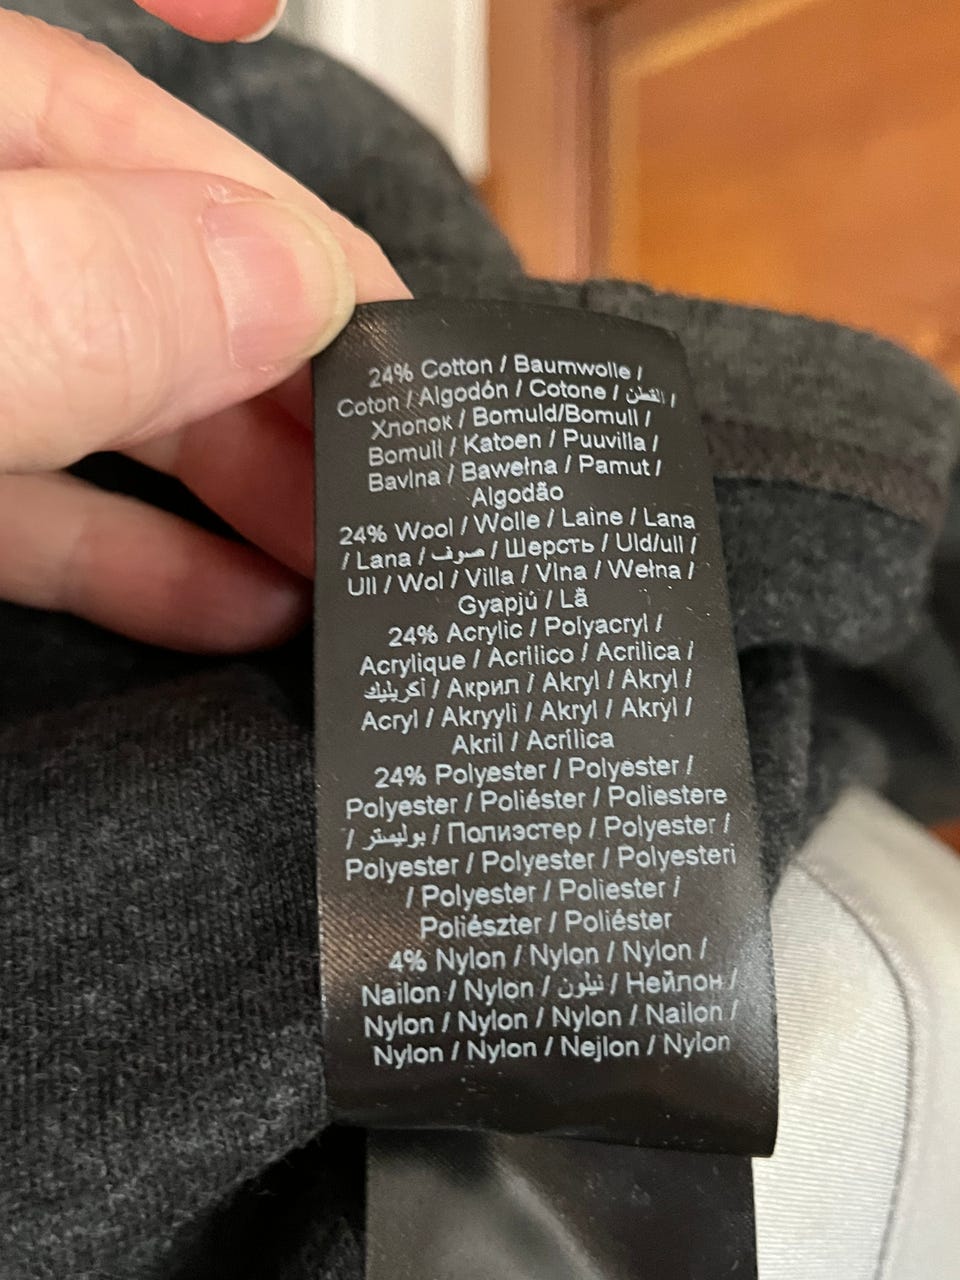 24% Cotton / Baumwolle /
Coton / Algodón / Cotone / القطن /
Хлопок / Bomuld/Bomull /
Bomull / Katoen / Puuvilla /
Bavlna / Bawełna / Pamut /
Algodão
24% Wool / Wolle / Laine / Lana
/ Lana / صوف / Шерсть / Uld/ull /
Ull / Wol / Villa / Vlna / Wełna /
Gyapjú / Lã
24% Acrylic / Polyacryl /
Acrylique / Acrílico / Acrilica /
أكريليك / Акрил / Akryl / Akryl /
Acryl / Akryyli / Akryl / Akryl /
Akril / Acrílica
24% Polyester / Polyester /
Polyester / Poliéster / Poliestere
/ بوليستر / Полиэстер / Polyester /
Polyester / Polyester / Polyesteri
/ Polyester / Poliester /
Poliészter / Poliéster
4% Nylon / Nylon / Nylon /
Nailon / Nylon / نيلون / Нейлон /
Nylon / Nylon / Nylon / Nailon /
Nylon / Nylon / Nejlon / Nylon